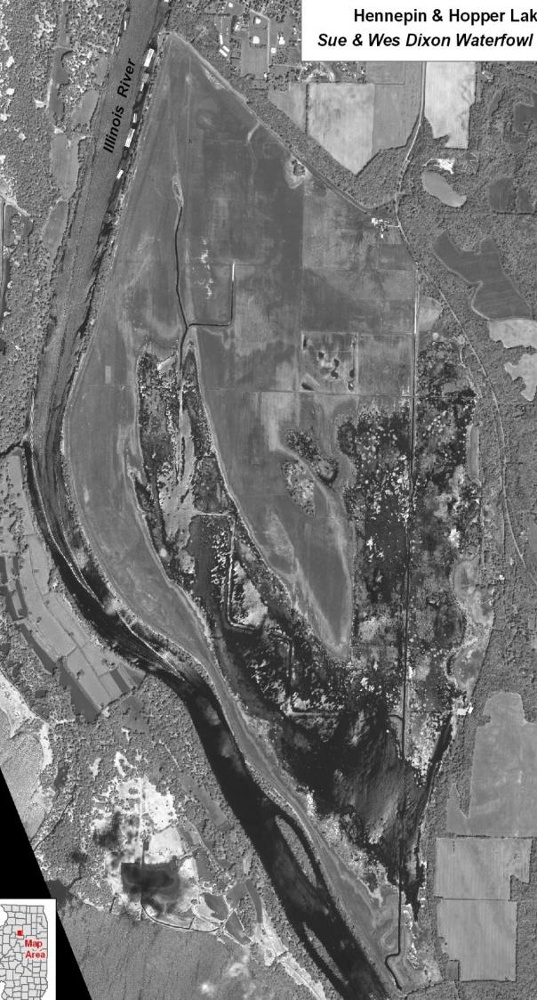 Hennepin & Hopper Lak
Sue & Wes Dixon Waterfowl
Illinois River
Map
Area